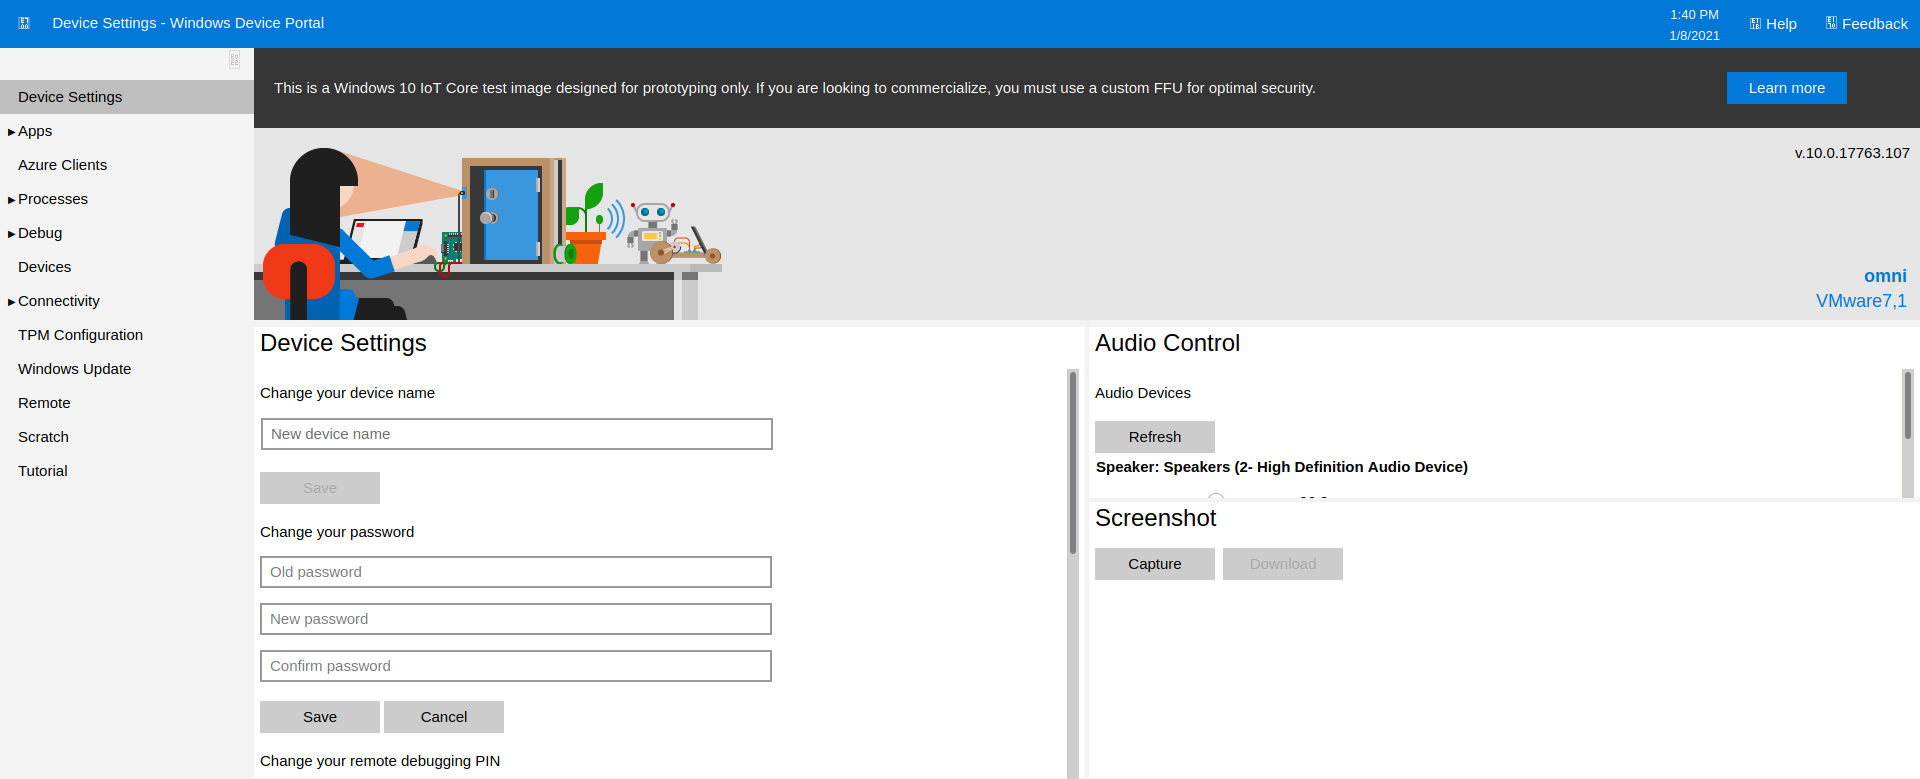 Device Settings - Windows Device Portal
1:40 PM
1/8/2021
Help
Feedback
Device Settings
Apps
Azure Clients
Processes
Debug
Devices
Connectivity
TPM Configuration
Windows Update
Remote
Scratch
Tutorial
This is a Windows 10 IoT Core test image designed for prototyping only. If you are looking to commercialize, you must use a custom FFU for optimal security.
Learn more
v.10.0.17763.107
omni
VMware7,1
Device Settings
Change your device name
New device name
Save
Change your password
Old password
New password
Confirm password
Save Cancel
Change your remote debugging PIN
Audio Control
Audio Devices
Refresh
Speaker: Speakers (2- High Definition Audio Device)
Screenshot
Capture Download